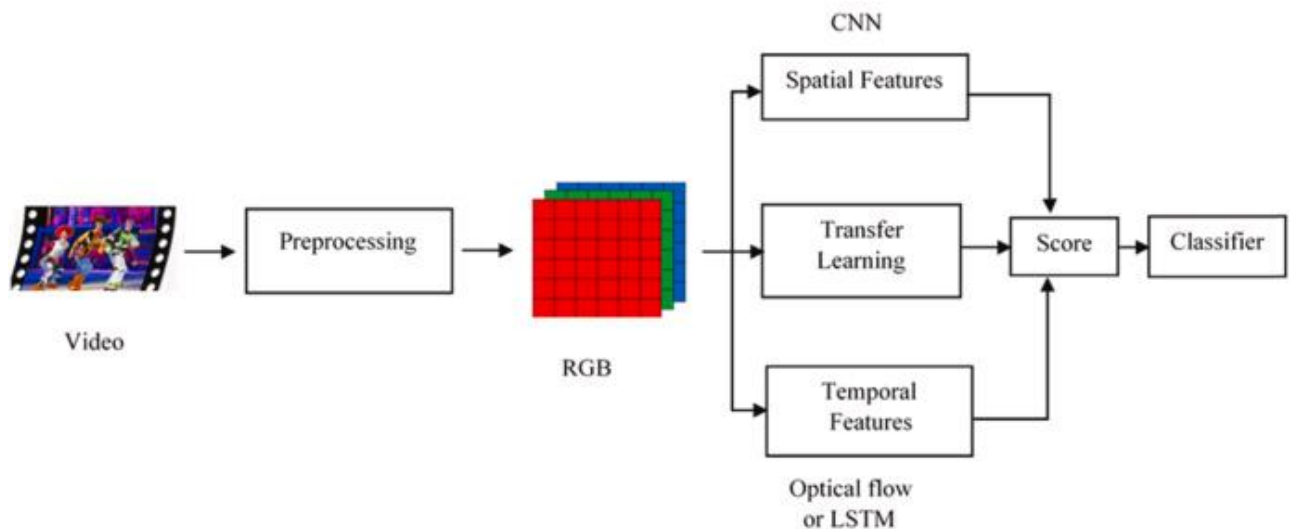 CNN
Spatial Features
Preprocessing
Transfer
Learning
Score
Classifier
Video
RGB
Temporal
Features
Optical flow
or LSTM